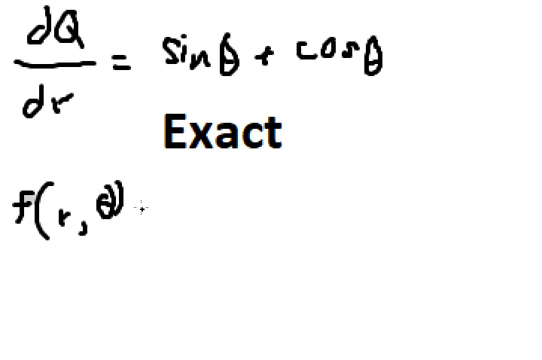 dQ/dr = sinθ + cosθ
Exact
f(r, θ)